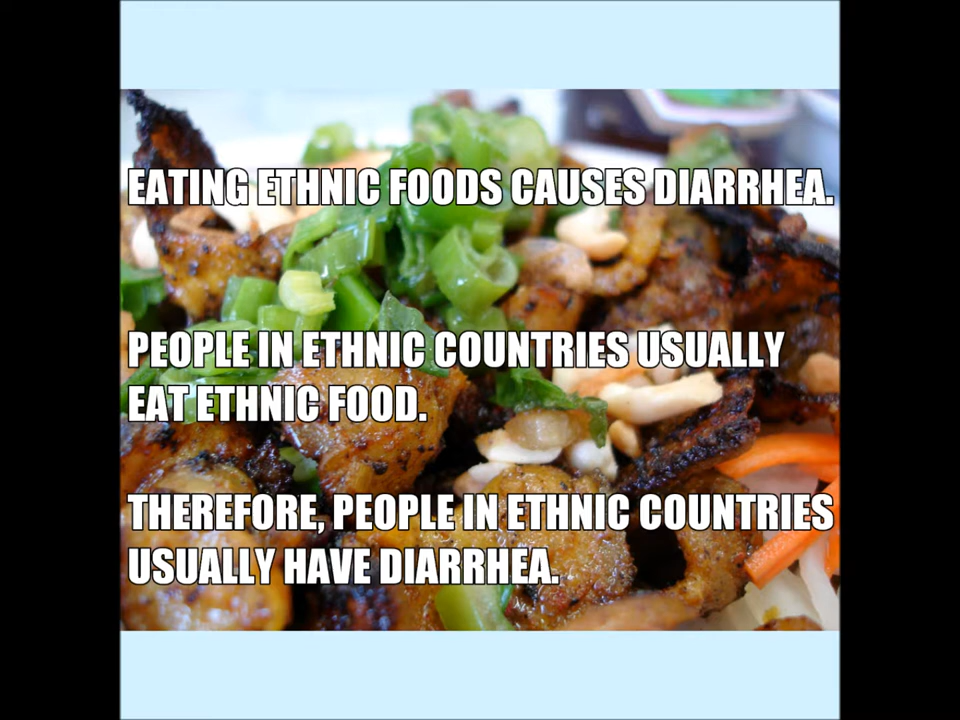 EATING ETHNIC FOODS CAUSES DIARRHEA.
PEOPLE IN ETHNIC COUNTRIES USUALLY
EAT ETHNIC FOOD.
THEREFORE, PEOPLE IN ETHNIC COUNTRIES
USUALLY HAVE DIARRHEA.